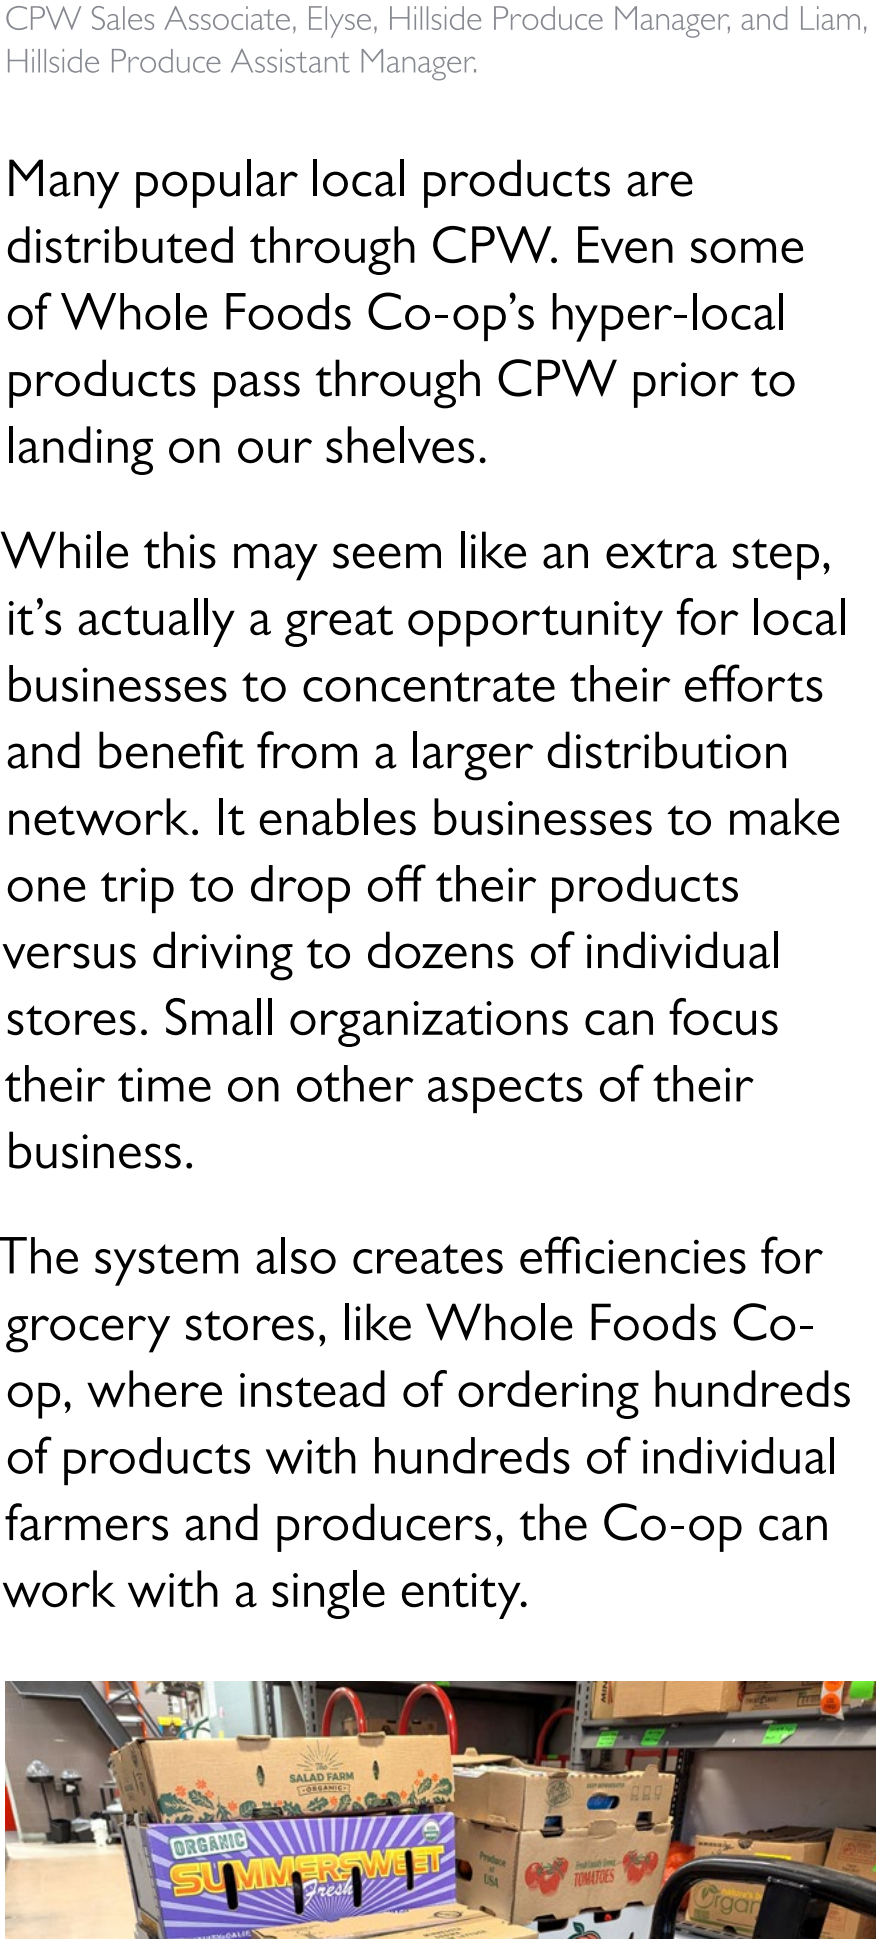 CPW Sales Associate, Elyse, Hillside Produce Manager, and Liam,
Hillside Produce Assistant Manager.
Many popular local products are
distributed through CPW. Even some
of Whole Foods Co-op’s hyper-local
products pass through CPW prior to
landing on our shelves.
While this may seem like an extra step,
it’s actually a great opportunity for local
businesses to concentrate their efforts
and benefit from a larger distribution
network. It enables businesses to make
one trip to drop off their products
versus driving to dozens of individual
stores. Small organizations can focus
their time on other aspects of their
business.
The system also creates efficiencies for
grocery stores, like Whole Foods Co-
op, where instead of ordering hundreds
of products with hundreds of individual
farmers and producers, the Co-op can
work with a single entity.
The
SALAD FARM
ORGANIC
ORGANIC
SUMMERSWEET
Fresh
Produce
of
USA
TOMATOES